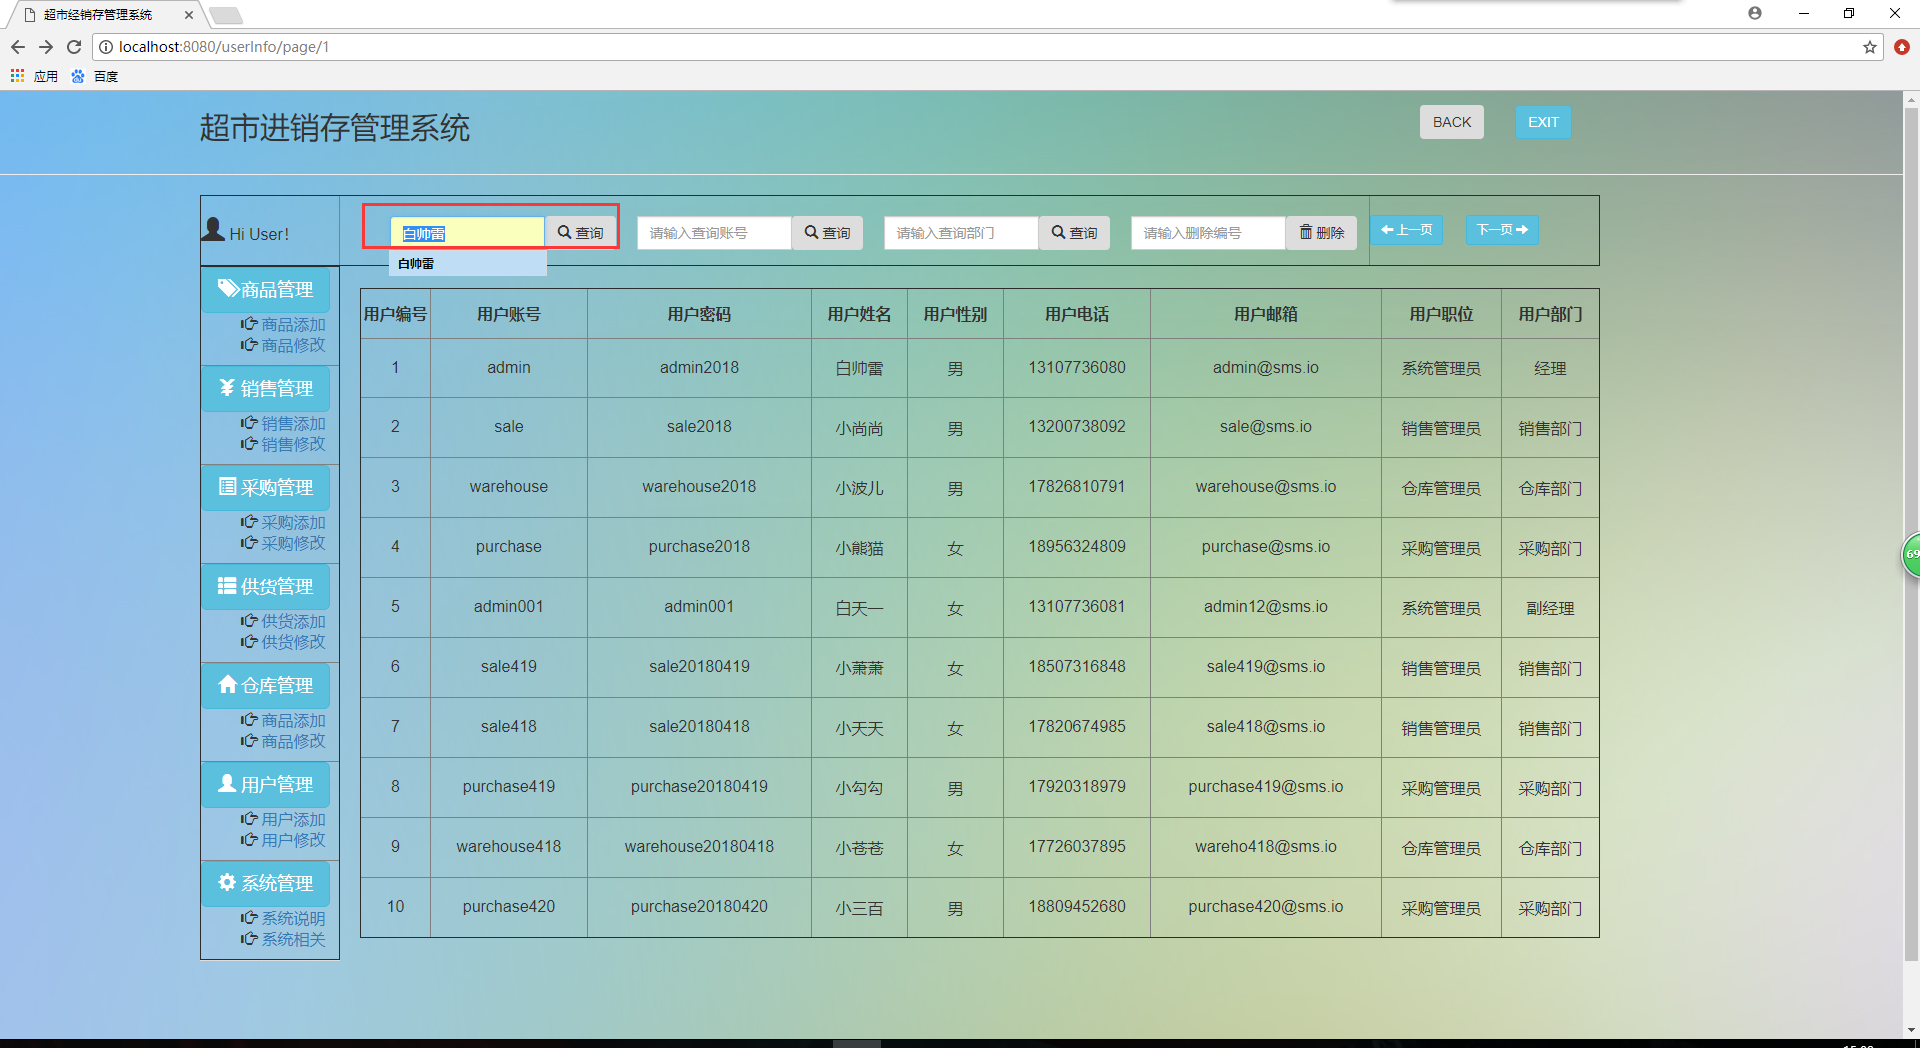 超市经销存管理系统
localhost:8080/userInfo/page/1
应用 百度
超市进销存管理系统 BACK EXIT
Hi User!
白帅雷 查询 请输入查询账号 查询 请输入查询部门 查询 请输入删除编号 删除 上一页 下一页
白帅雷
商品管理
商品添加
商品修改
销售管理
销售添加
销售修改
采购管理
采购添加
采购修改
供货管理
供货添加
供货修改
仓库管理
商品添加
商品修改
用户管理
用户添加
用户修改
系统管理
系统说明
系统相关
用户编号 用户账号 用户密码 用户姓名 用户性别 用户电话 用户邮箱 用户职位 用户部门
1 admin admin2018 白帅雷 男 13107736080 admin@sms.io 系统管理员 经理
2 sale sale2018 小尚尚 男 13200738092 sale@sms.io 销售管理员 销售部门
3 warehouse warehouse2018 小波儿 男 17826810791 warehouse@sms.io 仓库管理员 仓库部门
4 purchase purchase2018 小熊猫 女 18956324809 purchase@sms.io 采购管理员 采购部门
5 admin001 admin001 白天一 女 13107736081 admin12@sms.io 系统管理员 副经理
6 sale419 sale20180419 小萧萧 女 18507316848 sale419@sms.io 销售管理员 销售部门
7 sale418 sale20180418 小天天 女 17820674985 sale418@sms.io 销售管理员 销售部门
8 purchase419 purchase20180419 小勾勾 男 17920318979 purchase419@sms.io 采购管理员 采购部门
9 warehouse418 warehouse20180418 小苍苍 女 17726037895 wareho418@sms.io 仓库管理员 仓库部门
10 purchase420 purchase20180420 小三百 男 18809452680 purchase420@sms.io 采购管理员 采购部门
69